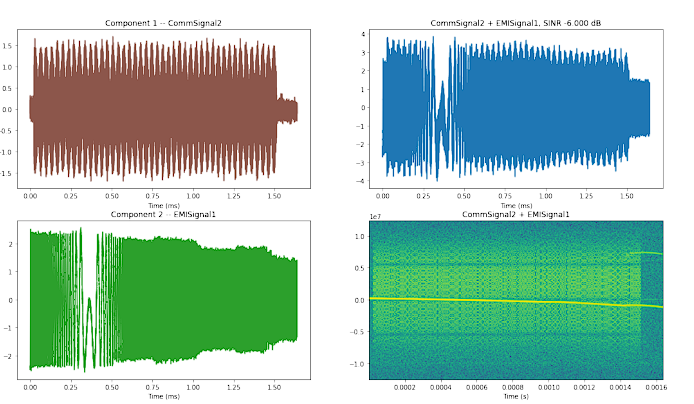 Component 1 -- CommSignal2
1.5
1.0
0.5
0.0
-0.5
-1.0
-1.5
0.00 0.25 0.50 0.75 1.00 1.25 1.50
Time (ms)
CommSignal2 + EMISignal1, SINR -6.000 dB
4
3
2
1
0
−1
−2
−3
−4
0.00 0.25 0.50 0.75 1.00 1.25 1.50
Time (ms)
Component 2 -- EMISignal1
2
1
0
−1
−2
0.00 0.25 0.50 0.75 1.00 1.25 1.50
Time (ms)
CommSignal2 + EMISignal1
1e7
1.0
0.5
0.0
−0.5
−1.0
0.0002 0.0004 0.0006 0.0008 0.0010 0.0012 0.0014 0.0016
Time (s)